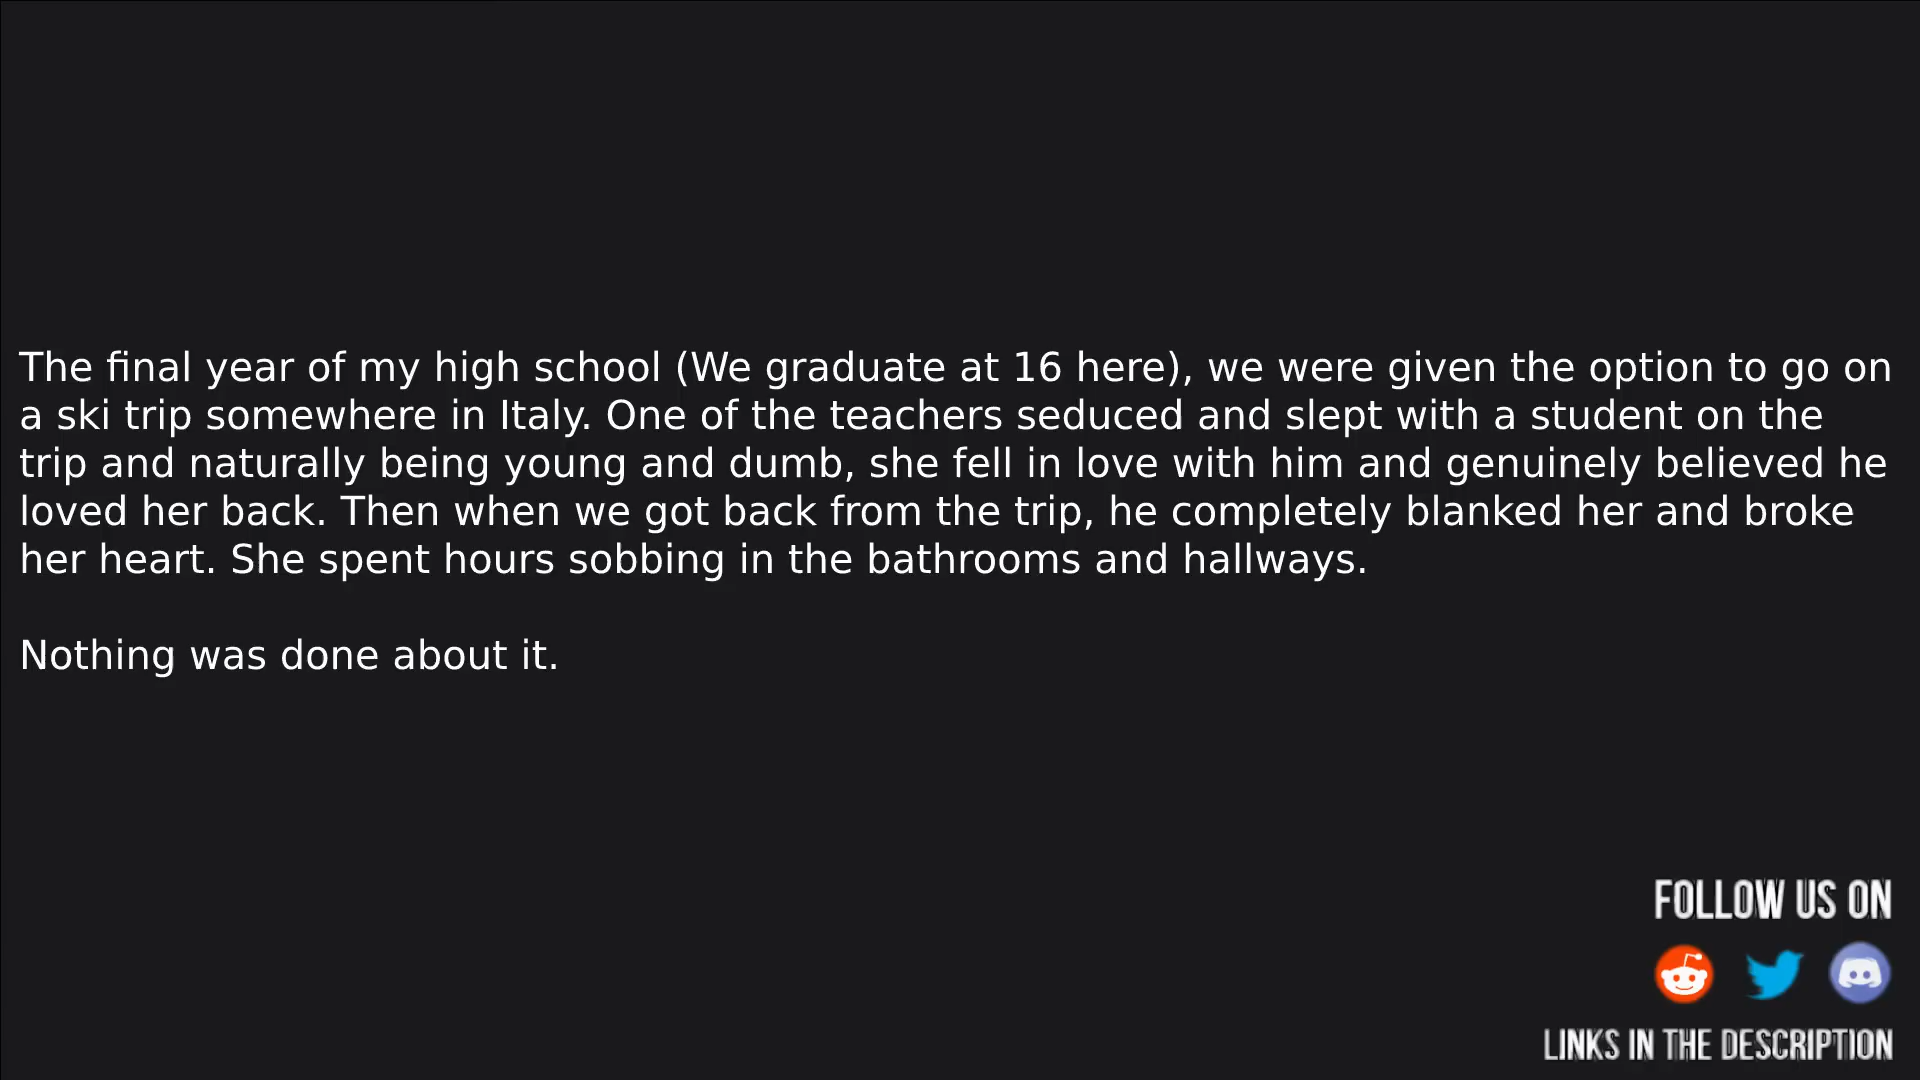 The final year of my high school (We graduate at 16 here), we were given the option to go on
a ski trip somewhere in Italy. One of the teachers seduced and slept with a student on the
trip and naturally being young and dumb, she fell in love with him and genuinely believed he
loved her back. Then when we got back from the trip, he completely blanked her and broke
her heart. She spent hours sobbing in the bathrooms and hallways.
Nothing was done about it.
FOLLOW US ON
LINKS IN THE DESCRIPTION